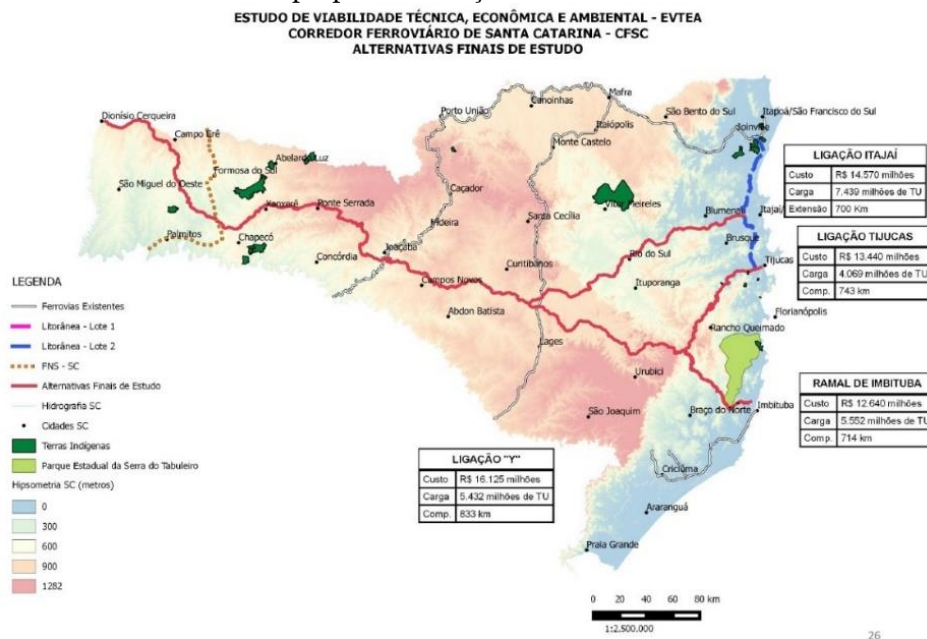 ESTUDO DE VIABILIDADE TÉCNICA, ECONÔMICA E AMBIENTAL - EVTEA
CORREDOR FERROVIÁRIO DE SANTA CATARINA - CFSC
ALTERNATIVAS FINAIS DE ESTUDO
Dionísio Cerqueira
Campo Erê
São Miguel do Oeste
Formosa do Sul
Abelardo Luz
Xanxerê
Ponte Serrada
Palmitos
Chapecó
Concórdia
Porto União
Canoinhas
Mafra
Itaiópolis
Monte Castelo
São Bento do Sul
Itapoá/São Francisco do Sul
Joinville
Caçador
Videira
Santa Cecília
Joaçaba
Campos Novos
Curitibanos
Abdon Batista
Blumenau
Itajaí/
Brusque
Rio do Sul
Ituporanga
Tijucas
Florianópolis
Rancho Queimado
Lages
Urubici
São Joaquim
Braço do Norte
Imbituba
Criciúma
Araranguá
Praia Grande
LIGAÇÃO ITAJAÍ
Custo R$ 14.570 milhões
Carga 7.439 milhões de TU
Extensão 700 Km
LIGAÇÃO TIJUCAS
Custo R$ 13.440 milhões
Carga 4.069 milhões de TU
Comp. 743 km
RAMAL DE IMBITUBA
Custo R$ 12.640 milhões
Carga 5.552 milhões de TU
Comp. 714 km
LIGAÇÃO "Y"
Custo R$ 16.125 milhões
Carga 5.432 milhões de TU
Comp. 833 km
LEGENDA
Ferrovias Existentes
Litorânea - Lote 1
Litorânea - Lote 2
FNS - SC
Alternativas Finais de Estudo
Hidrografia SC
Cidades SC
Terras Indígenas
Parque Estadual da Serra do Tabuleiro
Hipsometria SC (metros)
0
300
600
900
1282
0 20 40 60 80 km
1:2.500.000
26